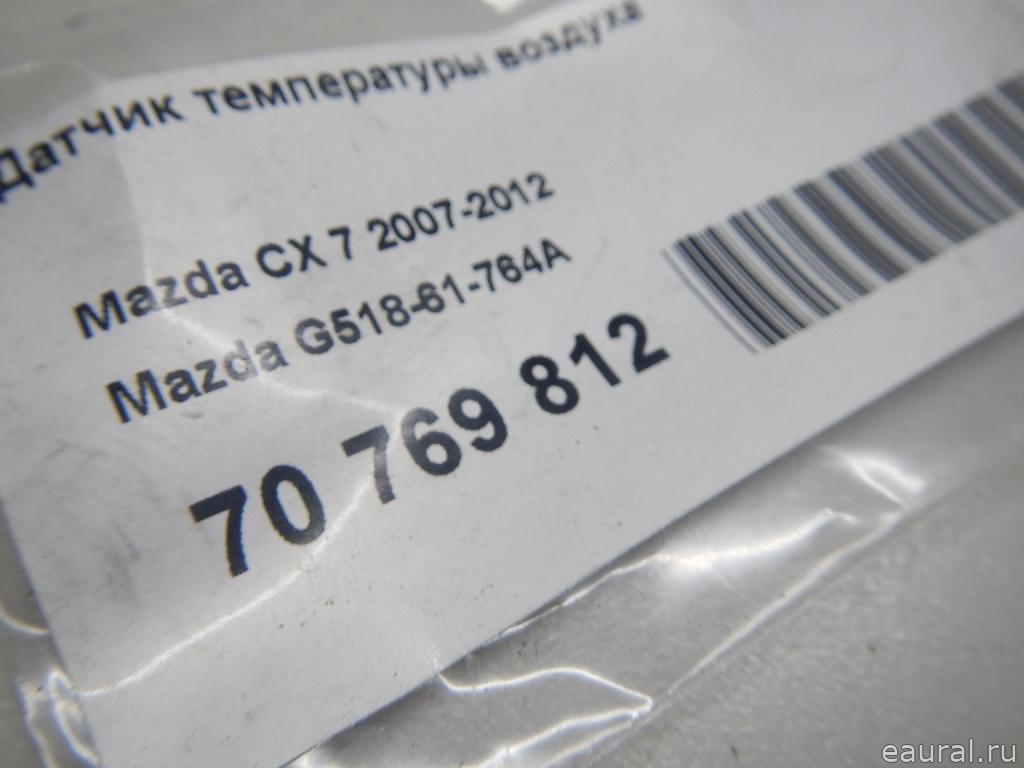 Датчик температуры воздуха
Mazda CX 7 2007-2012
Mazda G518-61-764A
70 769 812
eaural.ru